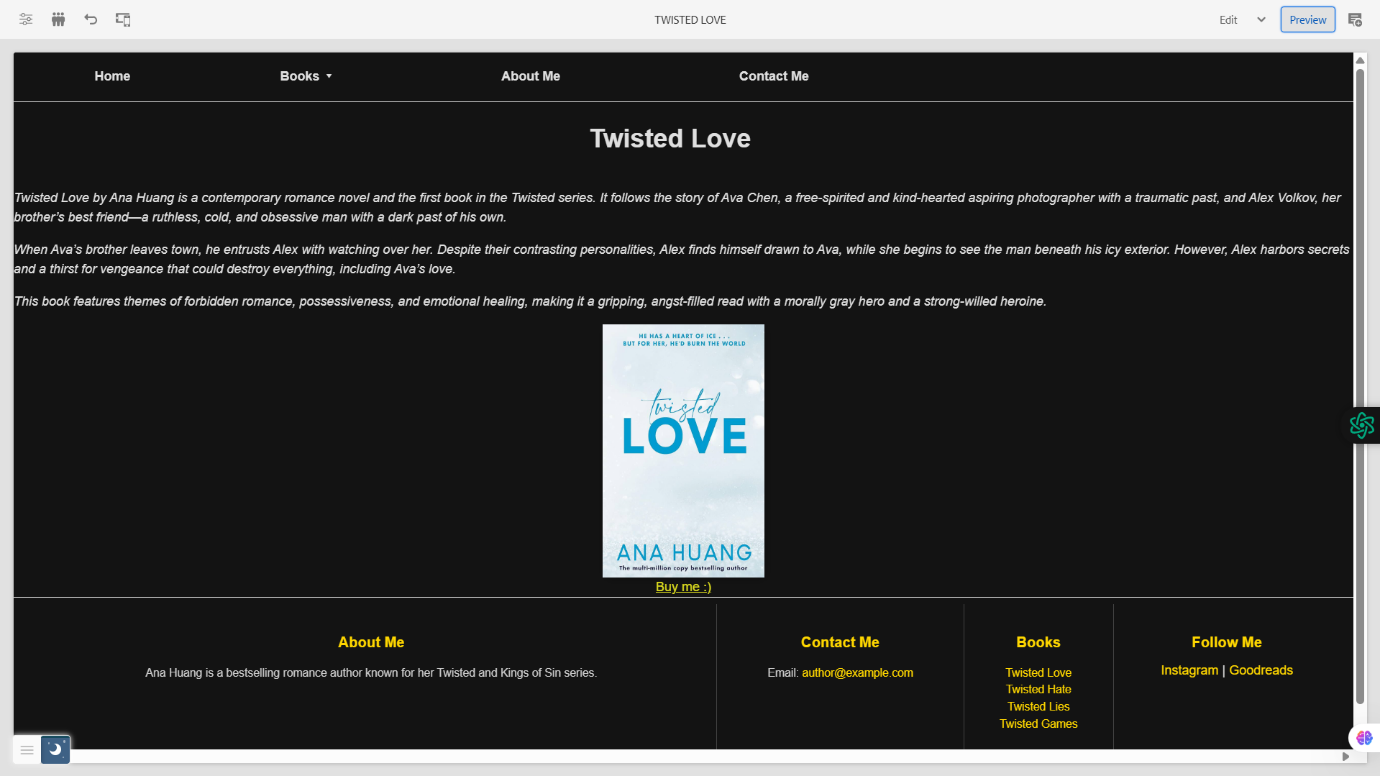 TWISTED LOVE
Edit
Preview
Home
Books
About Me
Contact Me
Twisted Love
Twisted Love by Ana Huang is a contemporary romance novel and the first book in the Twisted series. It follows the story of Ava Chen, a free-spirited and kind-hearted aspiring photographer with a traumatic past, and Alex Volkov, her
brother's best friend—a ruthless, cold, and obsessive man with a dark past of his own.
When Ava's brother leaves town, he entrusts Alex with watching over her. Despite their contrasting personalities, Alex finds himself drawn to Ava, while she begins to see the man beneath his icy exterior. However, Alex harbors secrets
and a thirst for vengeance that could destroy everything, including Ava's love.
This book features themes of forbidden romance, possessiveness, and emotional healing, making it a gripping, angst-filled read with a morally gray hero and a strong-willed heroine.
HE HAS A HEART OF ICE . . .
BUT FOR HER, HE'D BURN THE WORLD
twisted
LOVE
ANA HUANG
The multi-million copy bestselling author
Buy me :)
About Me
Ana Huang is a bestselling romance author known for her Twisted and Kings of Sin series.
Contact Me
Email: author@example.com
Books
Twisted Love
Twisted Hate
Twisted Lies
Twisted Games
Follow Me
Instagram | Goodreads